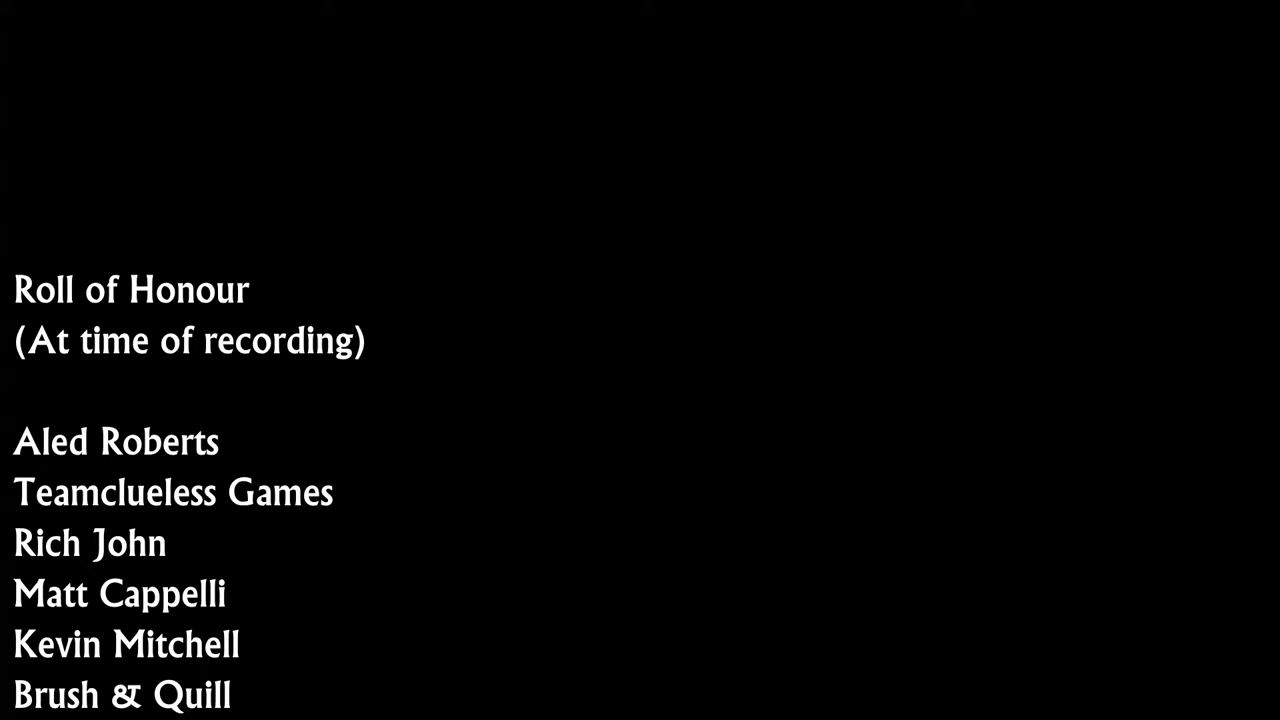 Roll of Honour
(At time of recording)
Aled Roberts
Teamclueless Games
Rich John
Matt Cappelli
Kevin Mitchell
Brush & Quill